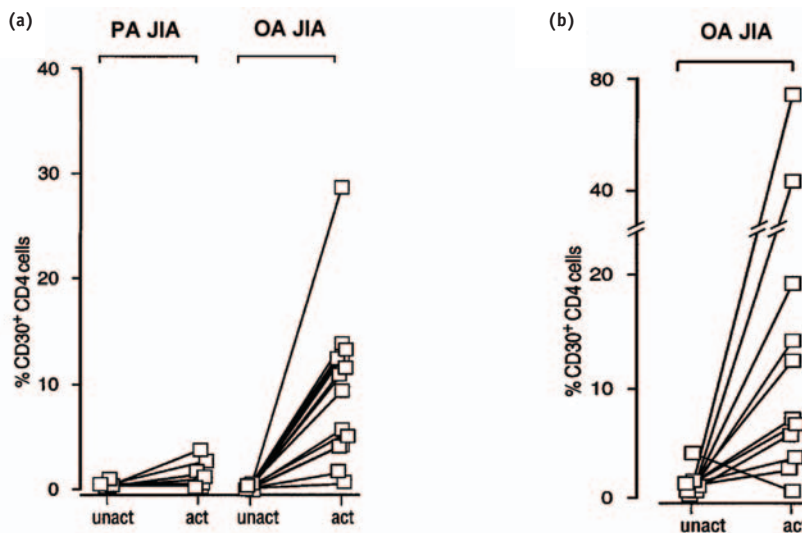 (a)
PA JIA OA JIA
40
30
20
10
0
% CD30+ CD4 cells
unact act unact act
(b)
OA JIA
80
40
20
10
0
% CD30+ CD4 cells
unact act